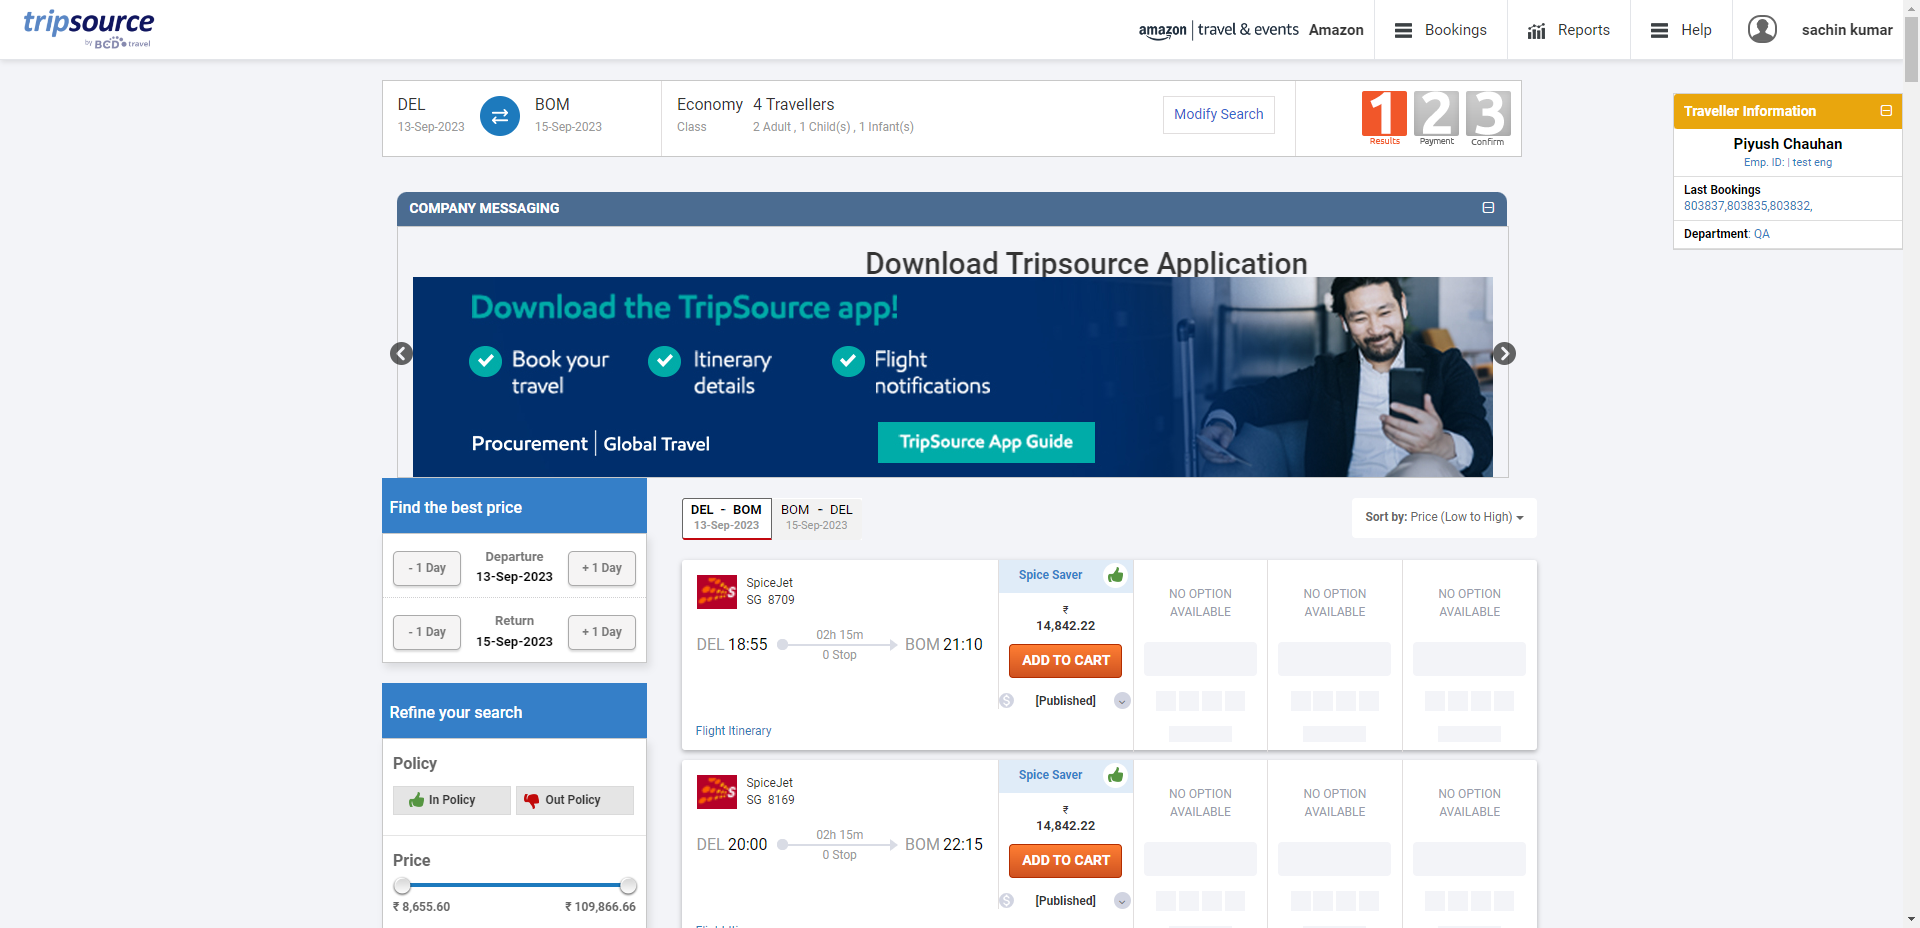 tripsource
by BCD travel
amazon | travel & events Amazon
Bookings
Reports
Help
sachin kumar
DEL
13-Sep-2023
BOM
15-Sep-2023
Economy
Class
4 Travellers
2 Adult , 1 Child(s) , 1 Infant(s)
Modify Search
1 2 3
Results Payment Confirm
Traveller Information
Piyush Chauhan
Emp. ID: | test eng
Last Bookings
803837,803835,803832,
Department: QA
COMPANY MESSAGING
Download Tripsource Application
Download the TripSource app!
Book your
travel
Itinerary
details
Flight
notifications
Procurement | Global Travel
TripSource App Guide
Find the best price
- 1 Day
Departure
13-Sep-2023
+ 1 Day
- 1 Day
Return
15-Sep-2023
+ 1 Day
Refine your search
Policy
In Policy
Out Policy
Price
₹ 8,655.60
₹ 109,866.66
DEL - BOM
13-Sep-2023
BOM - DEL
15-Sep-2023
Sort by: Price (Low to High)
SpiceJet
SG 8709
DEL 18:55
02h 15m
0 Stop
BOM 21:10
Flight Itinerary
Spice Saver
₹
14,842.22
ADD TO CART
S
[Published]
NO OPTION
AVAILABLE
NO OPTION
AVAILABLE
NO OPTION
AVAILABLE
SpiceJet
SG 8169
DEL 20:00
02h 15m
0 Stop
BOM 22:15
Spice Saver
₹
14,842.22
ADD TO CART
S
[Published]
NO OPTION
AVAILABLE
NO OPTION
AVAILABLE
NO OPTION
AVAILABLE